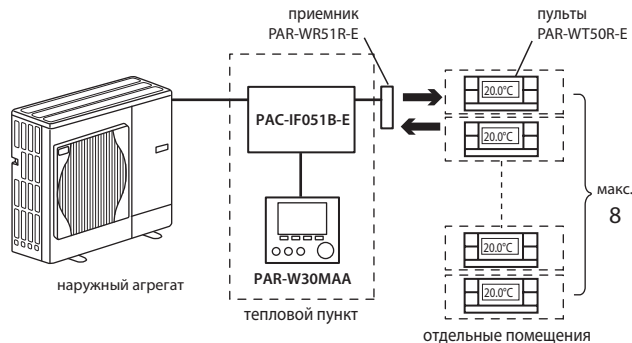 приемник
PAR-WR51R-E
пульты
PAR-WT50R-E
20.0°C
PAC-IF051B-E
20.0°C
макс.
8
20.0°C
PAR-W30MAA
20.0°C
наружный агрегат
тепловой пункт
отдельные помещения